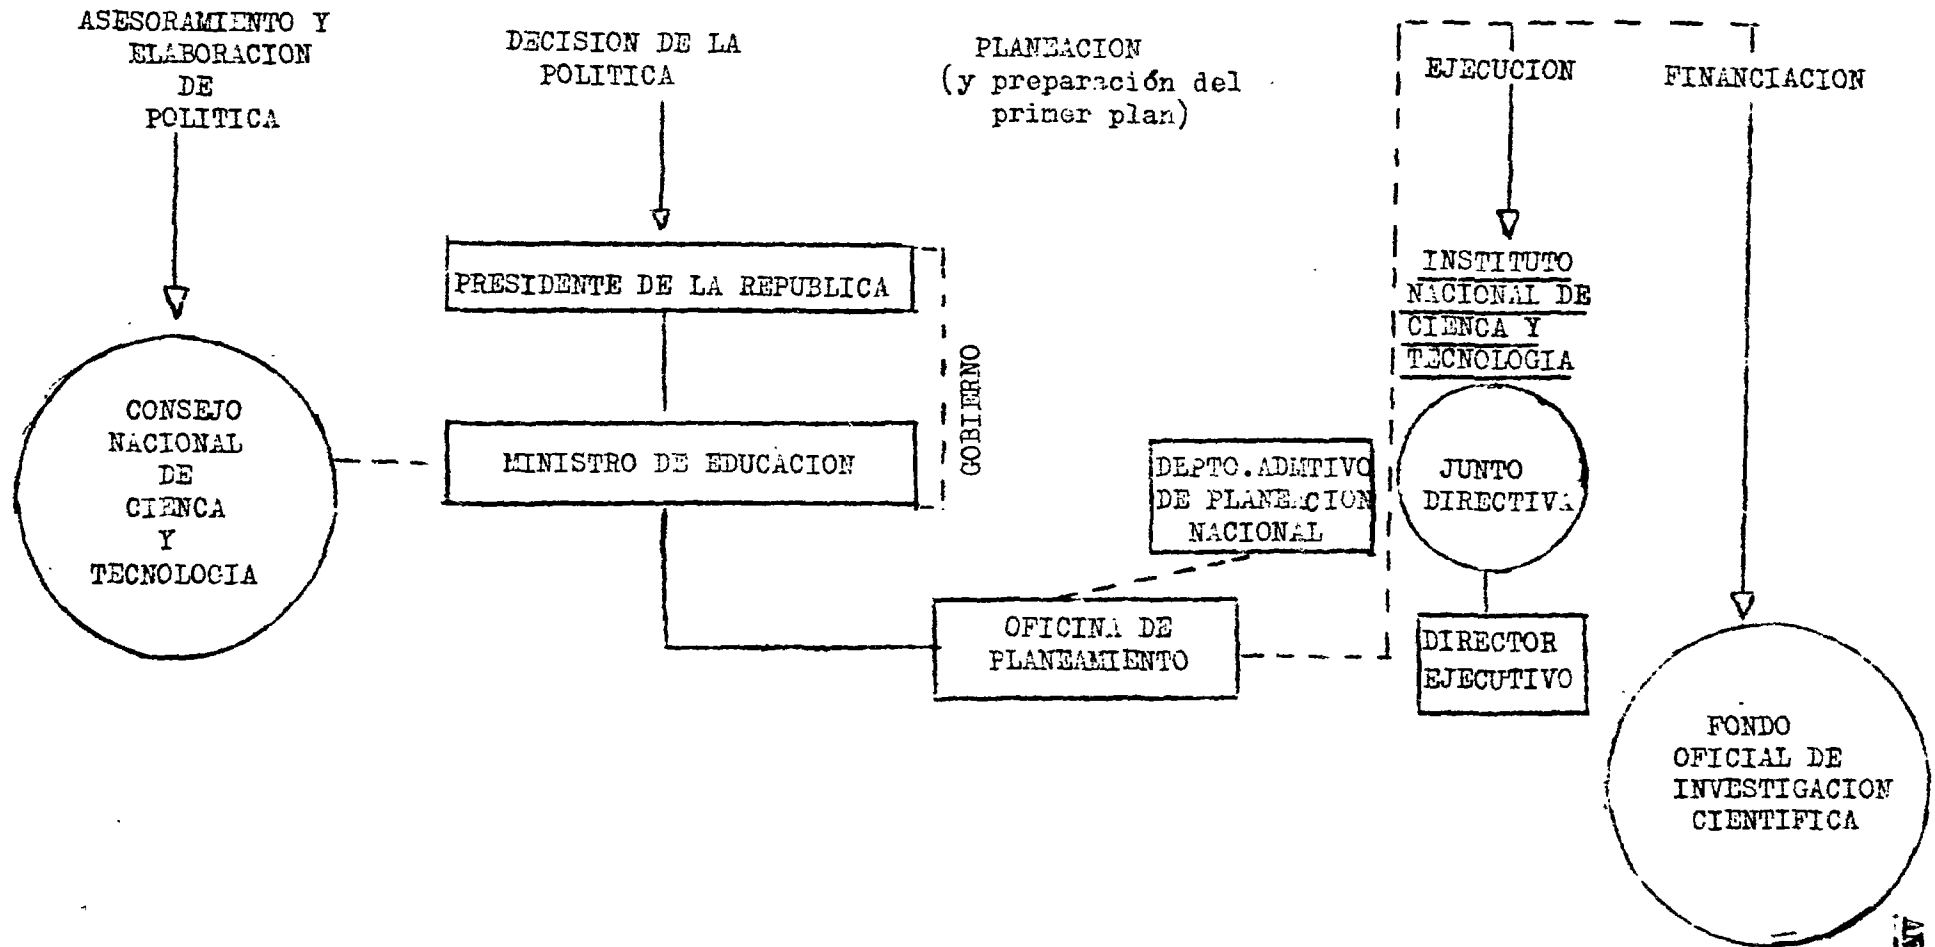 ASESORAMIENTO Y
ELABORACION
DE
POLITICA
DECISION DE LA
POLITICA
PLANEACION
(y preparación del
primer plan)
EJECUCION
FINANCIACION
PRESIDENTE DE LA REPUBLICA
GOBIERNO
INSTITUTO
NACIONAL DE
CIENCA Y
TECNOLOGIA
CONSEJO
NACIONAL
DE
CIENCA
Y
TECNOLOGIA
MINISTRO DE EDUCACION
DEPTO.ADMTIVO
DE PLANEACION
NACIONAL
JUNTO
DIRECTIVA
OFICINA DE
PLANEAMIENTO
DIRECTOR
EJECUTIVO
FONDO
OFICIAL DE
INVESTIGACION
CIENTIFICA